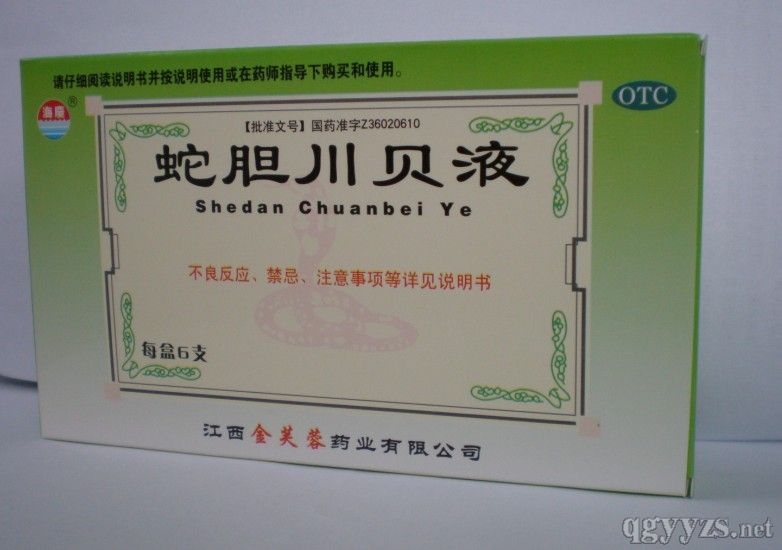 请仔细阅读说明书并按说明使用或在药师指导下购买和使用。
OTC
®
【批准文号】国药准字Z36020610
蛇胆川贝液
Shedan Chuanbei Ye
不良反应、禁忌、注意事项等详见说明书
每盒6支
江西金芙蓉药业有限公司
qgyyzs.net